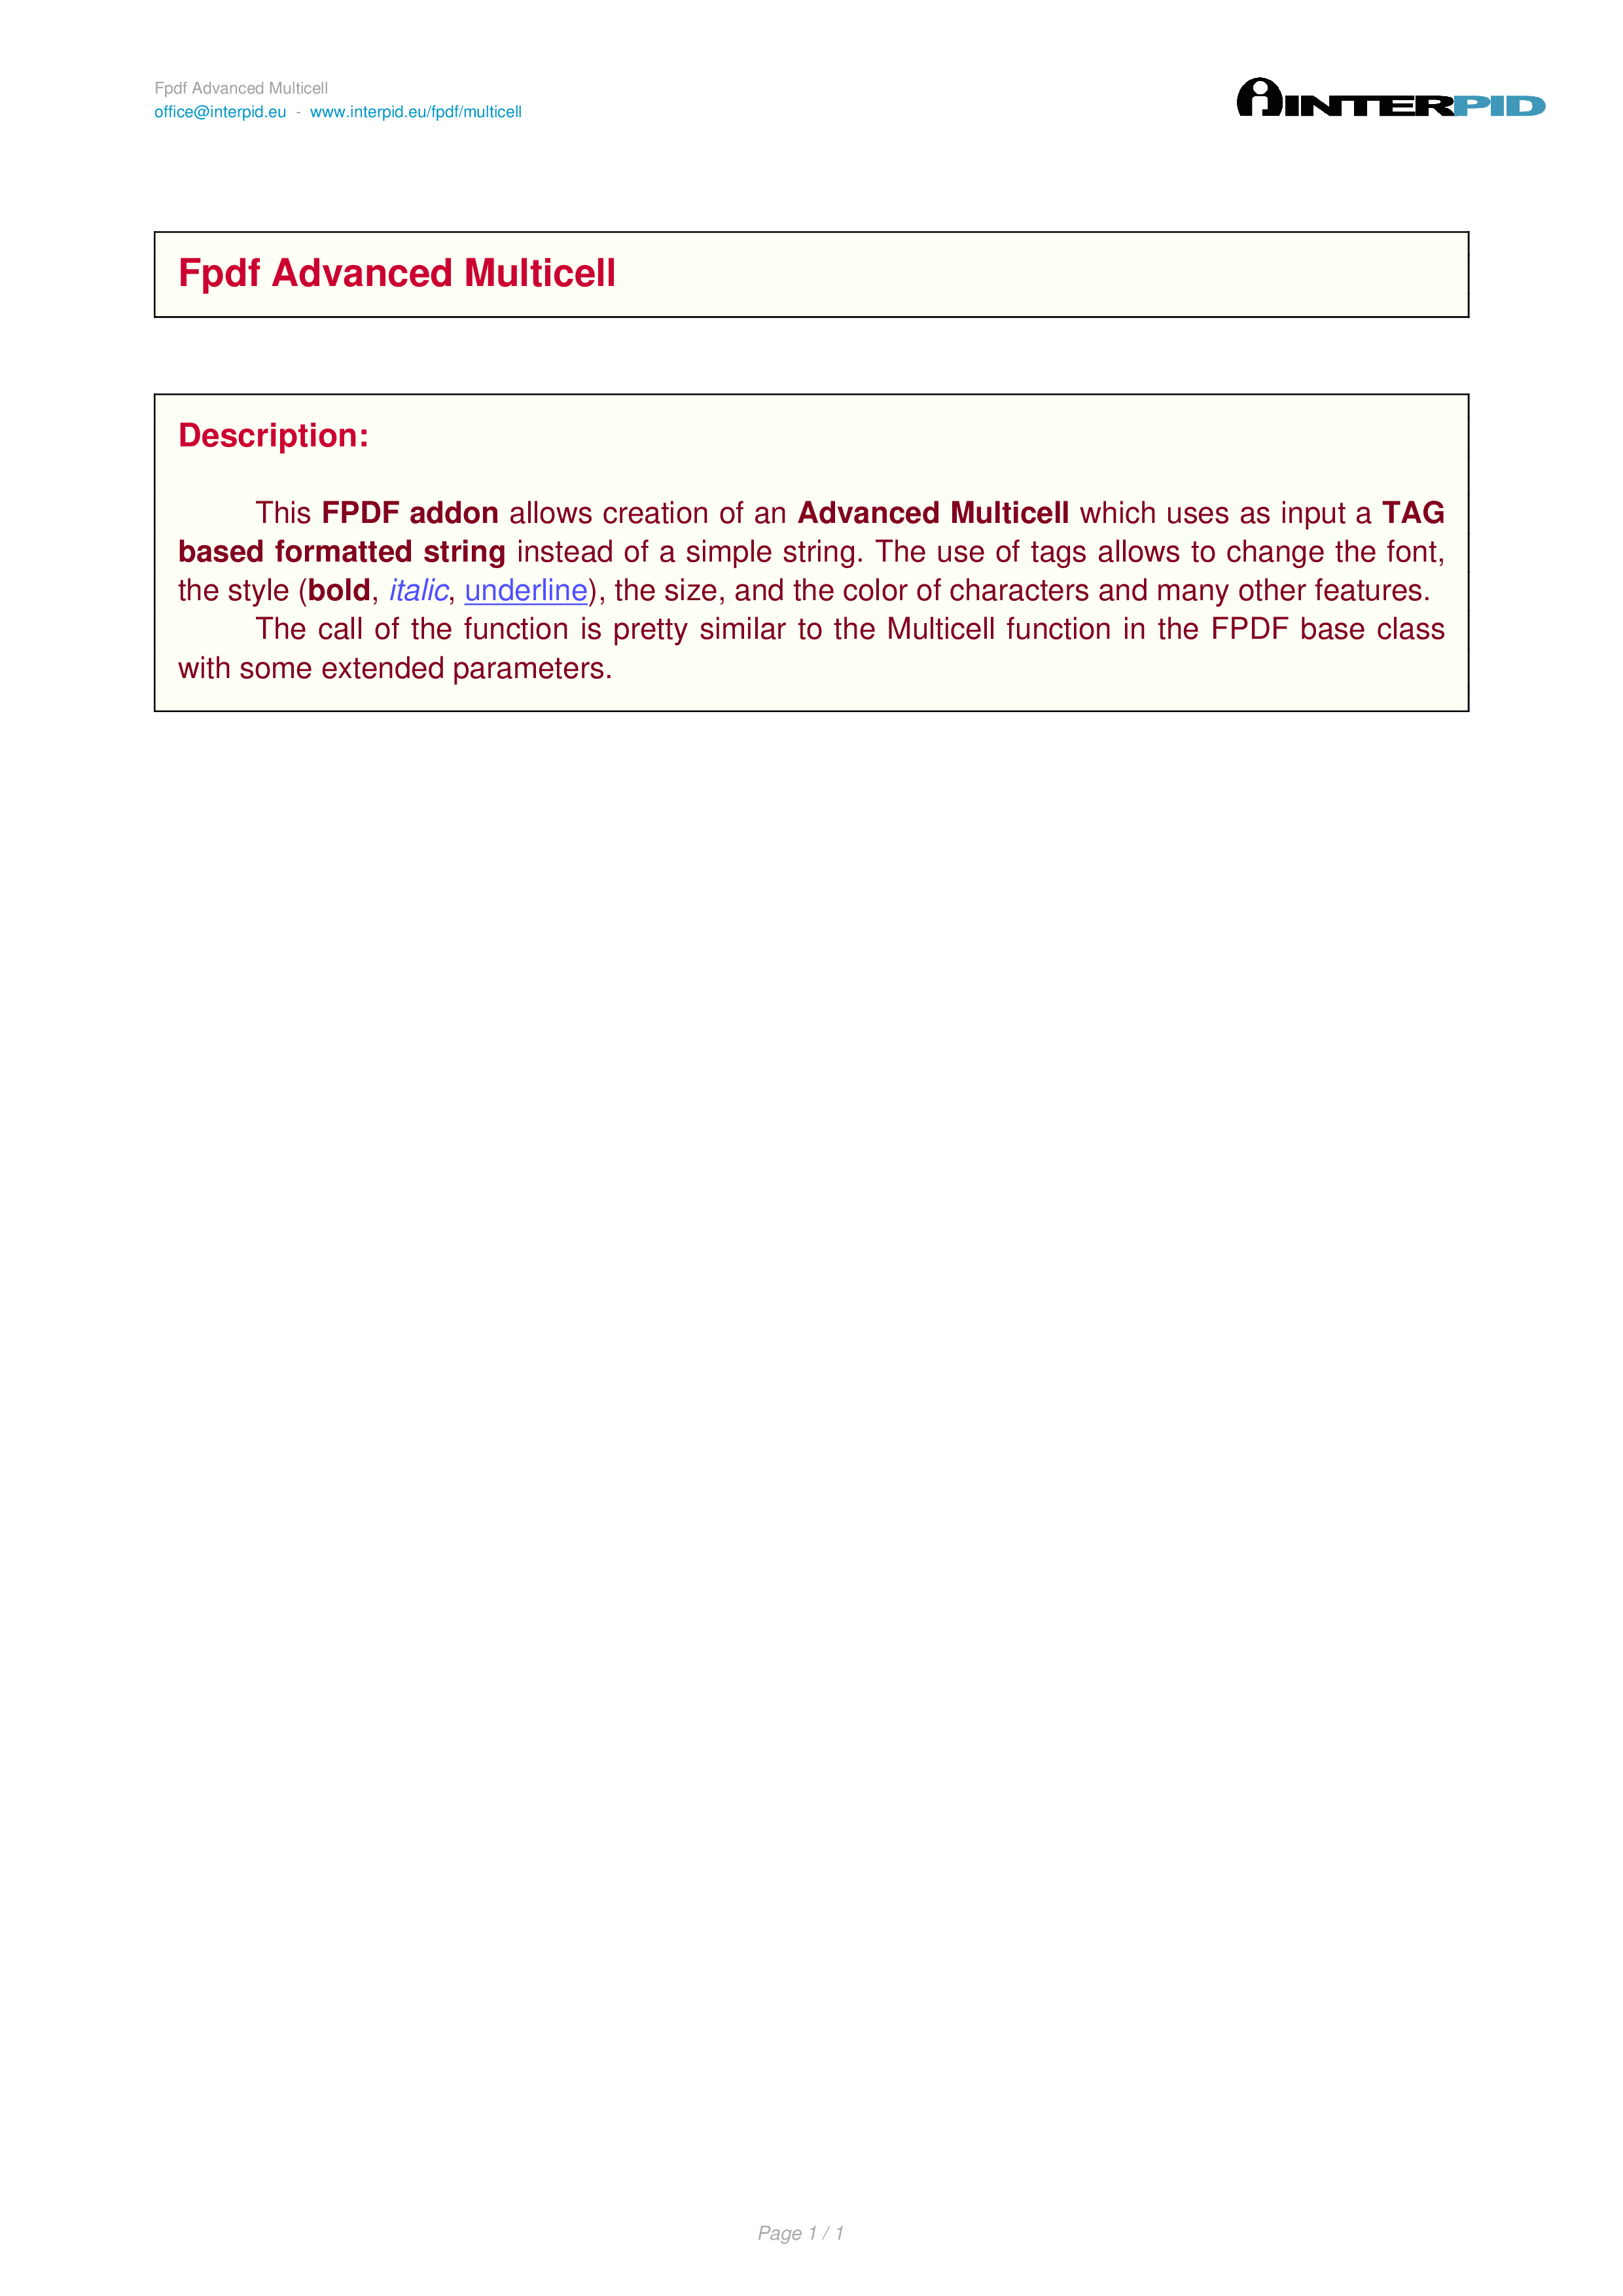 Fpdf Advanced Multicell
office@interpid.eu - www.interpid.eu/fpdf/multicell
INTERPID
Fpdf Advanced Multicell
Description:
This FPDF addon allows creation of an Advanced Multicell which uses as input a TAG
based formatted string instead of a simple string. The use of tags allows to change the font,
the style (bold, italic, underline), the size, and the color of characters and many other features.
The call of the function is pretty similar to the Multicell function in the FPDF base class
with some extended parameters.
Page 1 / 1